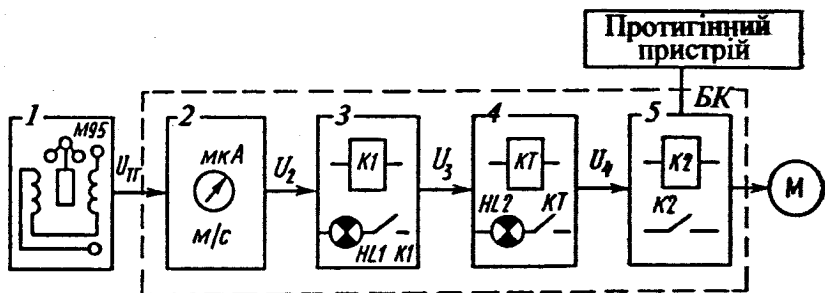 Протигінний
пристрій
БК
1
М95
Uпг
2
мкА
м/с
U2
3
К1
HL1 К1
U3
4
КТ
HL2 КТ
U4
5
К2
К2
М